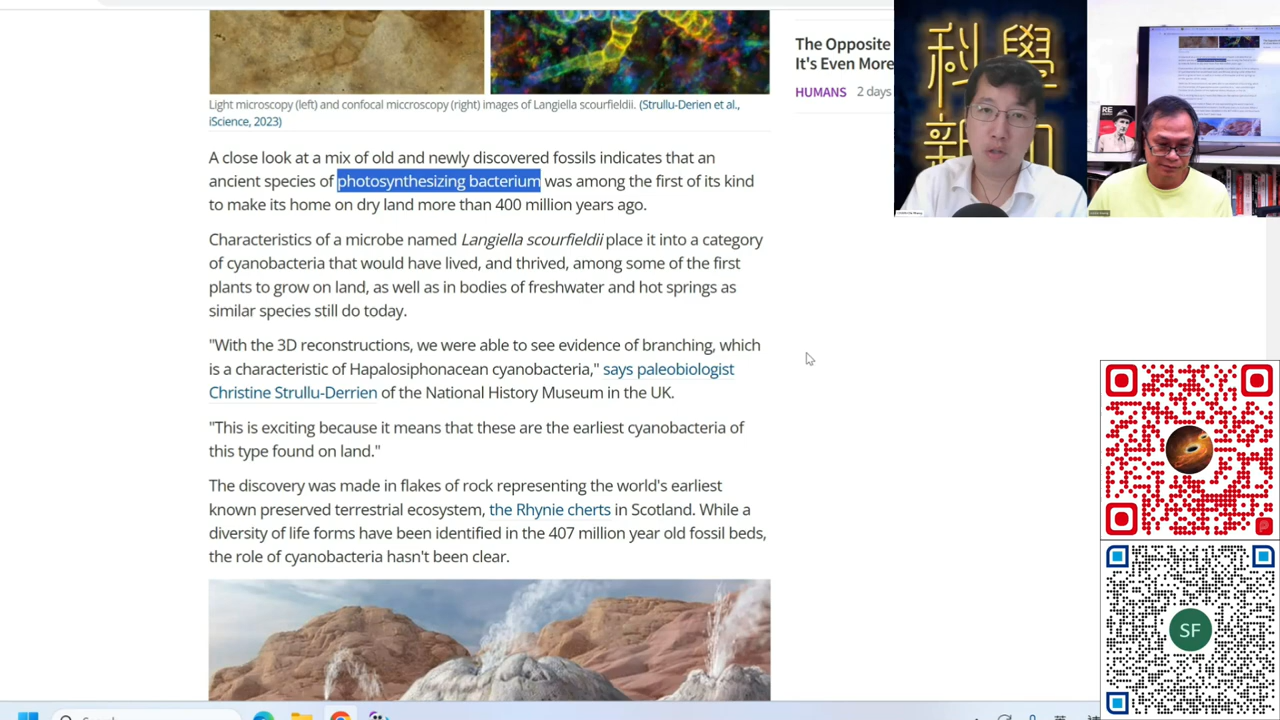 Light microscopy (left) and confocal microscopy (right) of Langiella scourfieldii. (Strullu-Derien et al.,
iScience, 2023)
A close look at a mix of old and newly discovered fossils indicates that an
ancient species of photosynthesizing bacterium was among the first of its kind
to make its home on dry land more than 400 million years ago.
Characteristics of a microbe named Langiella scourfieldii place it into a category
of cyanobacteria that would have lived, and thrived, among some of the first
plants to grow on land, as well as in bodies of freshwater and hot springs as
similar species still do today.
"With the 3D reconstructions, we were able to see evidence of branching, which
is a characteristic of Hapalosiphonacean cyanobacteria," says paleobiologist
Christine Strullu-Derrien of the National History Museum in the UK.
"This is exciting because it means that these are the earliest cyanobacteria of
this type found on land."
The discovery was made in flakes of rock representing the world's earliest
known preserved terrestrial ecosystem, the Rhynie cherts in Scotland. While a
diversity of life forms have been identified in the 407 million year old fossil beds,
the role of cyanobacteria hasn't been clear.
The Opposite
It's Even More
HUMANS 2 days
科學
新知
RE
SF